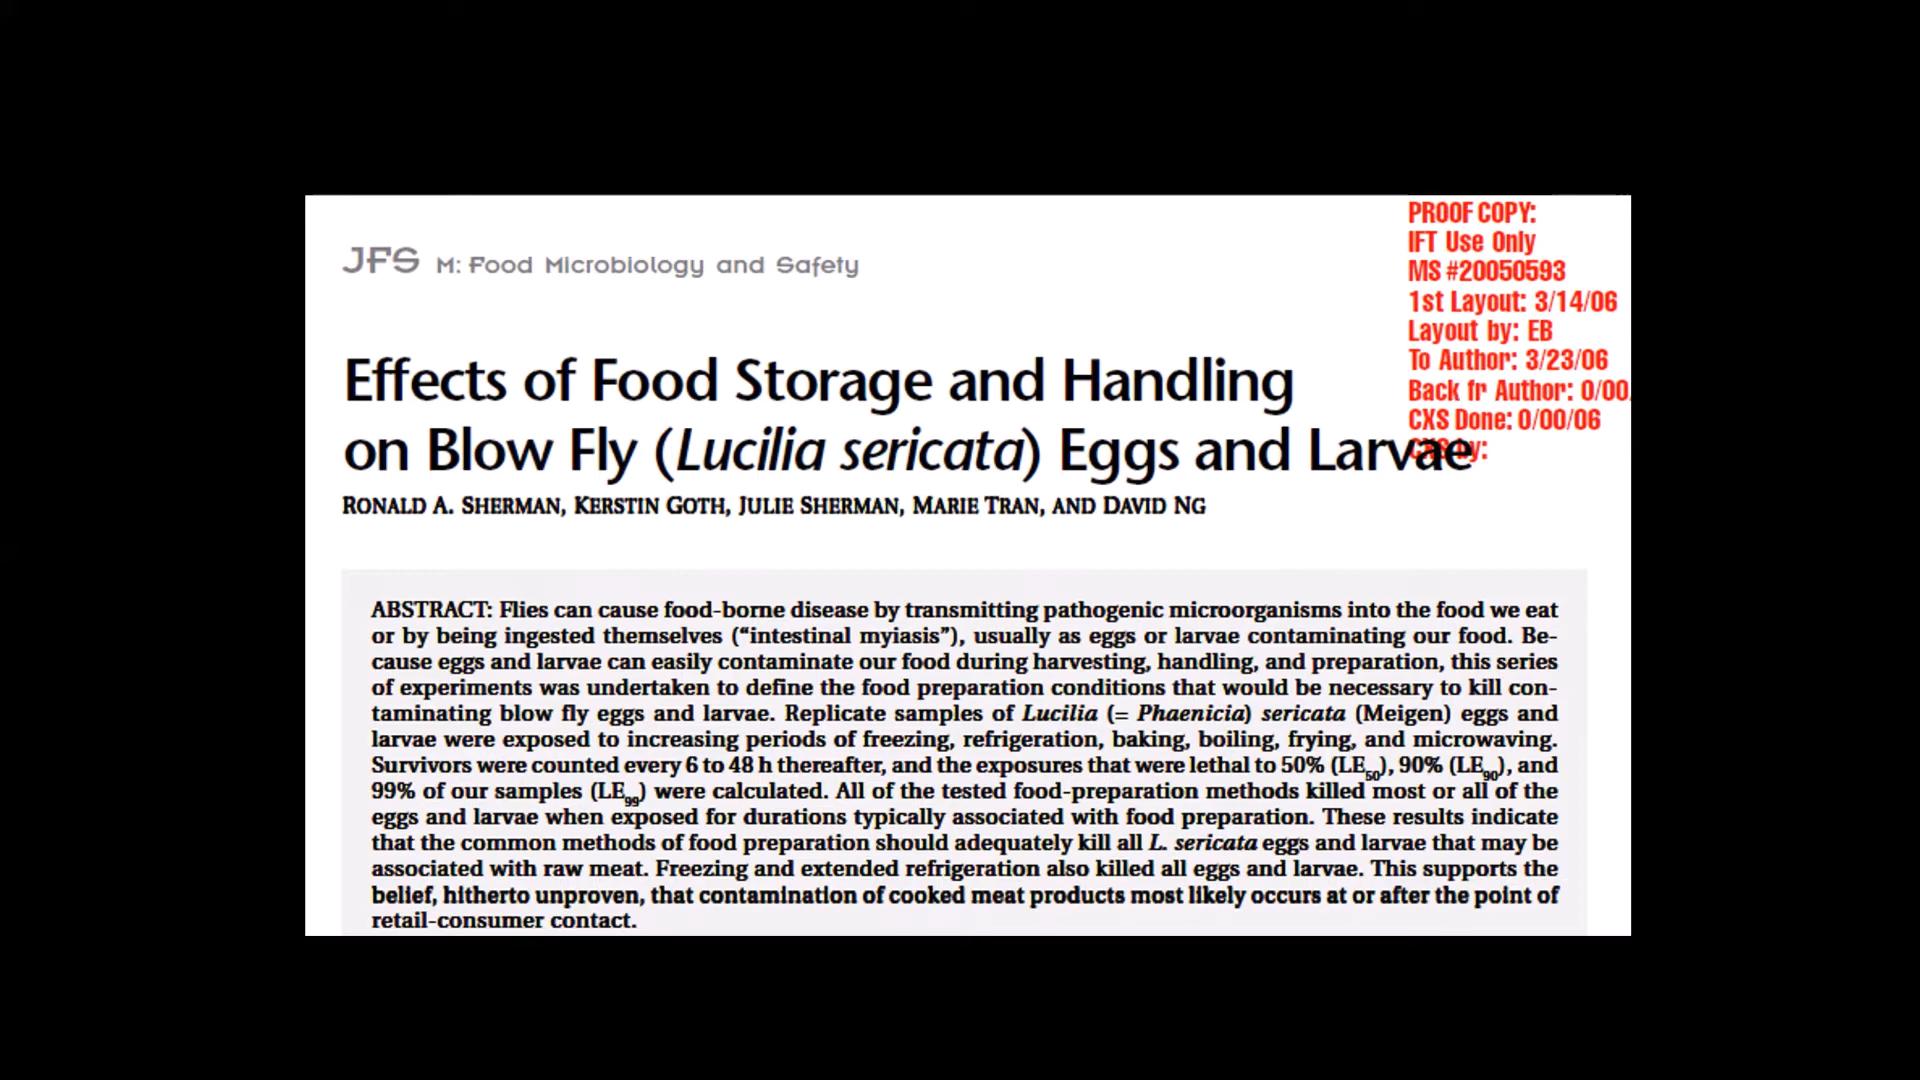 PROOF COPY:
IFT Use Only
MS #20050593
1st Layout: 3/14/06
Layout by: EB
To Author: 3/23/06
Back fr Author: 0/00
CXS Done: 0/00/06
CXS by:
JFS M: Food Microbiology and Safety
Effects of Food Storage and Handling
on Blow Fly (Lucilia sericata) Eggs and Larvae
RONALD A. SHERMAN, KERSTIN GOTH, JULIE SHERMAN, MARIE TRAN, AND DAVID NG
ABSTRACT: Flies can cause food-borne disease by transmitting pathogenic microorganisms into the food we eat
or by being ingested themselves (“intestinal myiasis”), usually as eggs or larvae contaminating our food. Be-
cause eggs and larvae can easily contaminate our food during harvesting, handling, and preparation, this series
of experiments was undertaken to define the food preparation conditions that would be necessary to kill con-
taminating blow fly eggs and larvae. Replicate samples of Lucilia (= Phaenicia) sericata (Meigen) eggs and
larvae were exposed to increasing periods of freezing, refrigeration, baking, boiling, frying, and microwaving.
Survivors were counted every 6 to 48 h thereafter, and the exposures that were lethal to 50% (LE50), 90% (LE90), and
99% of our samples (LE99) were calculated. All of the tested food-preparation methods killed most or all of the
eggs and larvae when exposed for durations typically associated with food preparation. These results indicate
that the common methods of food preparation should adequately kill all L. sericata eggs and larvae that may be
associated with raw meat. Freezing and extended refrigeration also killed all eggs and larvae. This supports the
belief, hitherto unproven, that contamination of cooked meat products most likely occurs at or after the point of
retail-consumer contact.